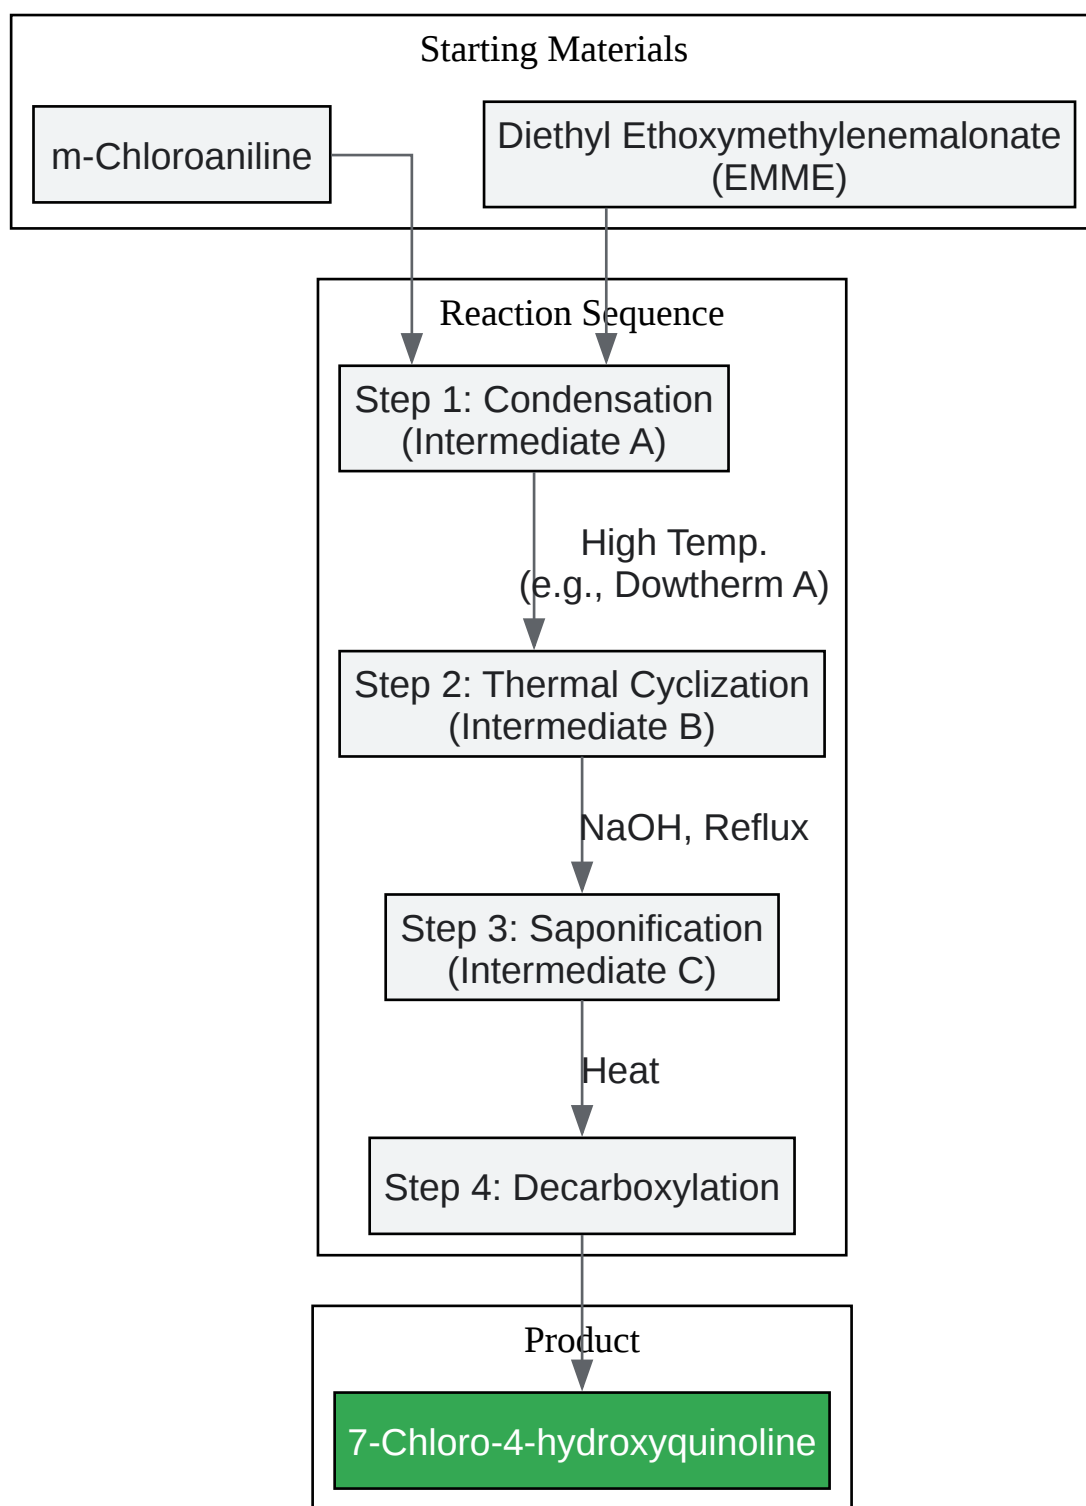 Starting Materials
m-Chloroaniline
Diethyl Ethoxymethylenemalonate
(EMME)
Reaction Sequence
Step 1: Condensation
(Intermediate A)
High Temp.
(e.g., Dowtherm A)
Step 2: Thermal Cyclization
(Intermediate B)
NaOH, Reflux
Step 3: Saponification
(Intermediate C)
Heat
Step 4: Decarboxylation
Product
7-Chloro-4-hydroxyquinoline